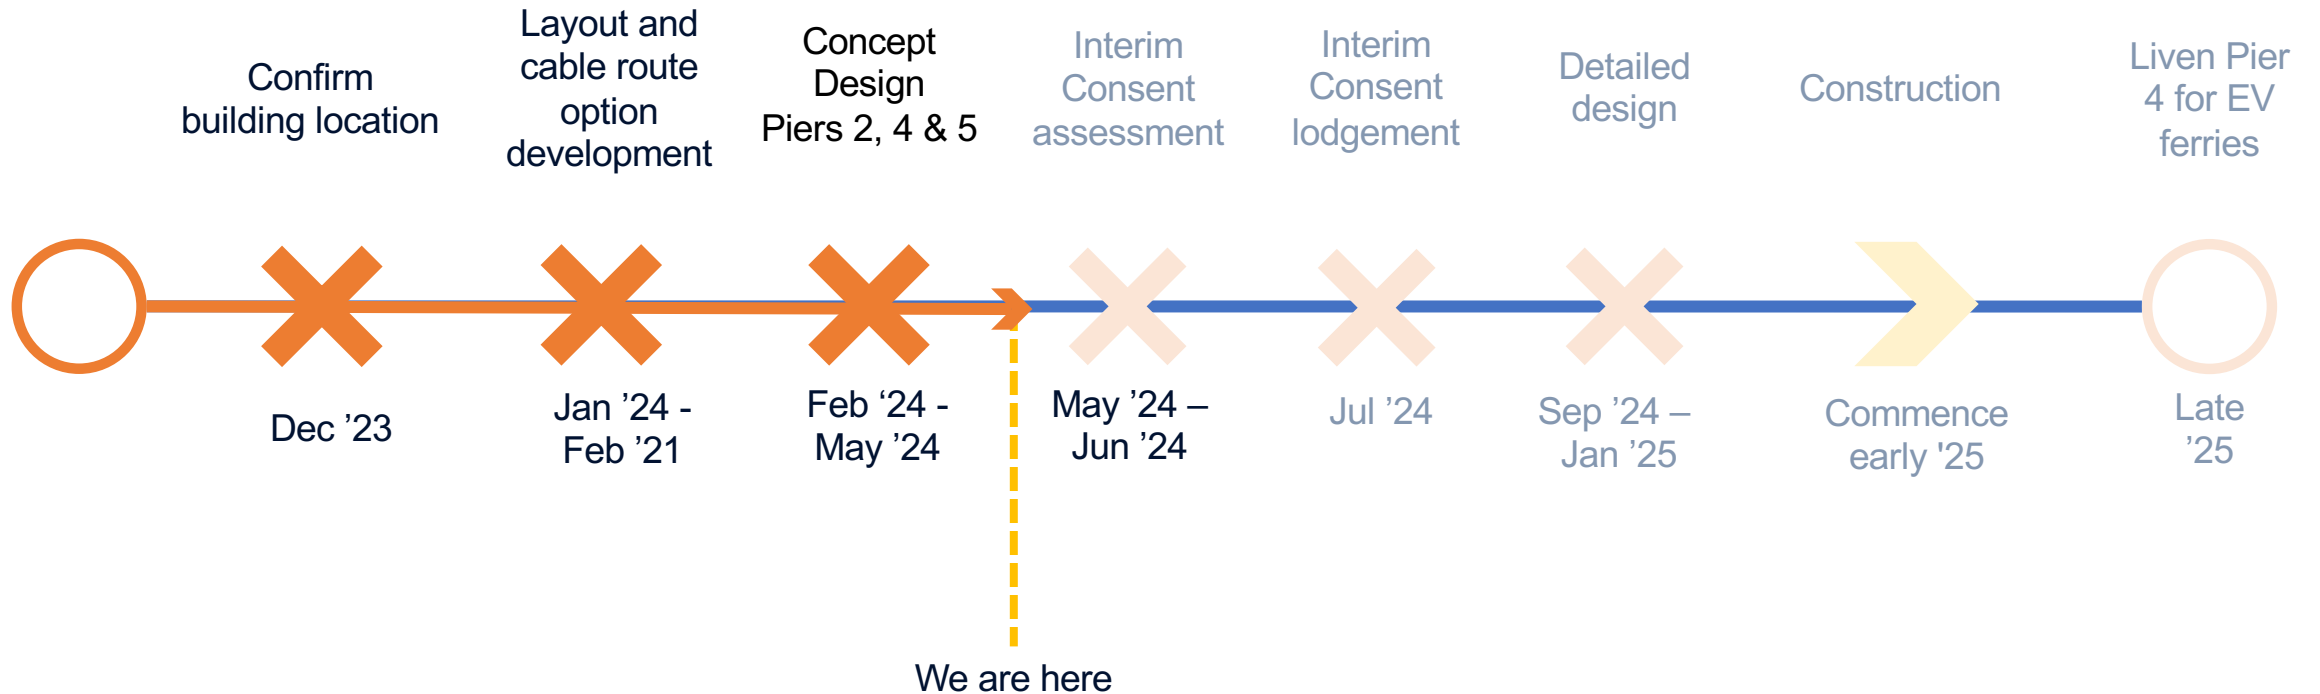 Confirm
building location
Layout and
cable route
option
development
Concept
Design
Piers 2, 4 & 5
Interim
Consent
assessment
Interim
Consent
lodgement
Detailed
design
Construction
Liven Pier
4 for EV
ferries
Dec ’23
Jan ’24 -
Feb ’21
Feb ‘24 -
May ’24
May ’24 –
Jun ’24
Jul ’24
Sep ’24 –
Jan ’25
Commence
early '25
Late
’25
We are here